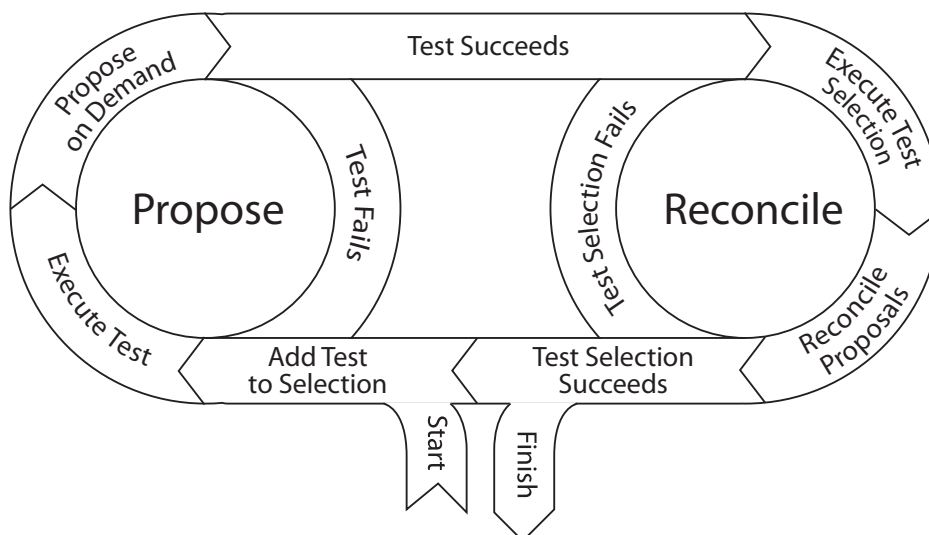 Test Succeeds
Propose
on Demand
Execute Test
Selection
Test Fails
Test Selection Fails
Propose
Reconcile
Execute Test
Reconcile
Proposals
Add Test
to Selection
Test Selection
Succeeds
Start
Finish